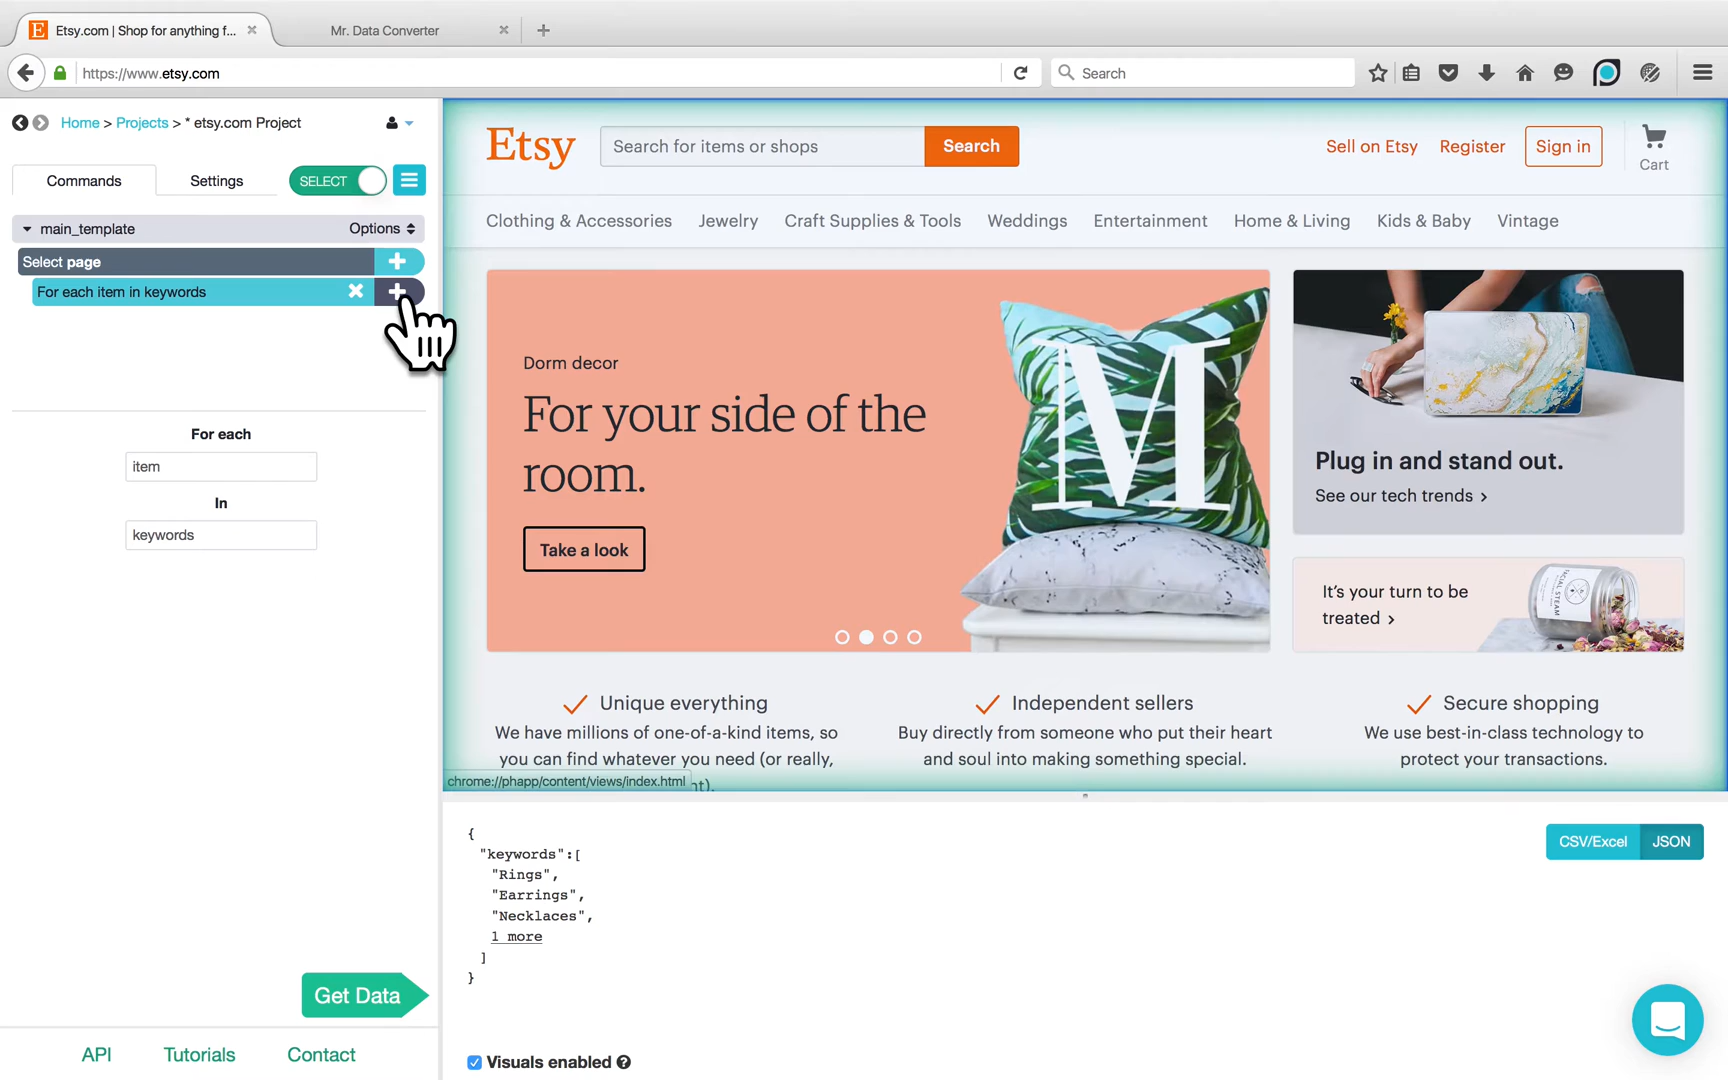 Etsy.com | Shop for anything f...
Mr. Data Converter
https://www.etsy.com
Search
Home > Projects > * etsy.com Project
Commands
Settings
SELECT
main_template
Options
Select page
For each item in keywords
For each
item
In
keywords
Get Data
API
Tutorials
Contact
Etsy
Search for items or shops
Search
Sell on Etsy
Register
Sign in
Cart
Clothing & Accessories
Jewelry
Craft Supplies & Tools
Weddings
Entertainment
Home & Living
Kids & Baby
Vintage
Dorm decor
For your side of the
room.
Take a look
M
Plug in and stand out.
See our tech trends >
It's your turn to be
treated >
FACIAL STEAM
Unique everything
We have millions of one-of-a-kind items, so
you can find whatever you need (or really,
nt).
Independent sellers
Buy directly from someone who put their heart
and soul into making something special.
Secure shopping
We use best-in-class technology to
protect your transactions.
chrome://phapp/content/views/index.html
{
"keywords":[
"Rings",
"Earrings",
"Necklaces",
1 more
]
}
CSV/Excel
JSON
Visuals enabled